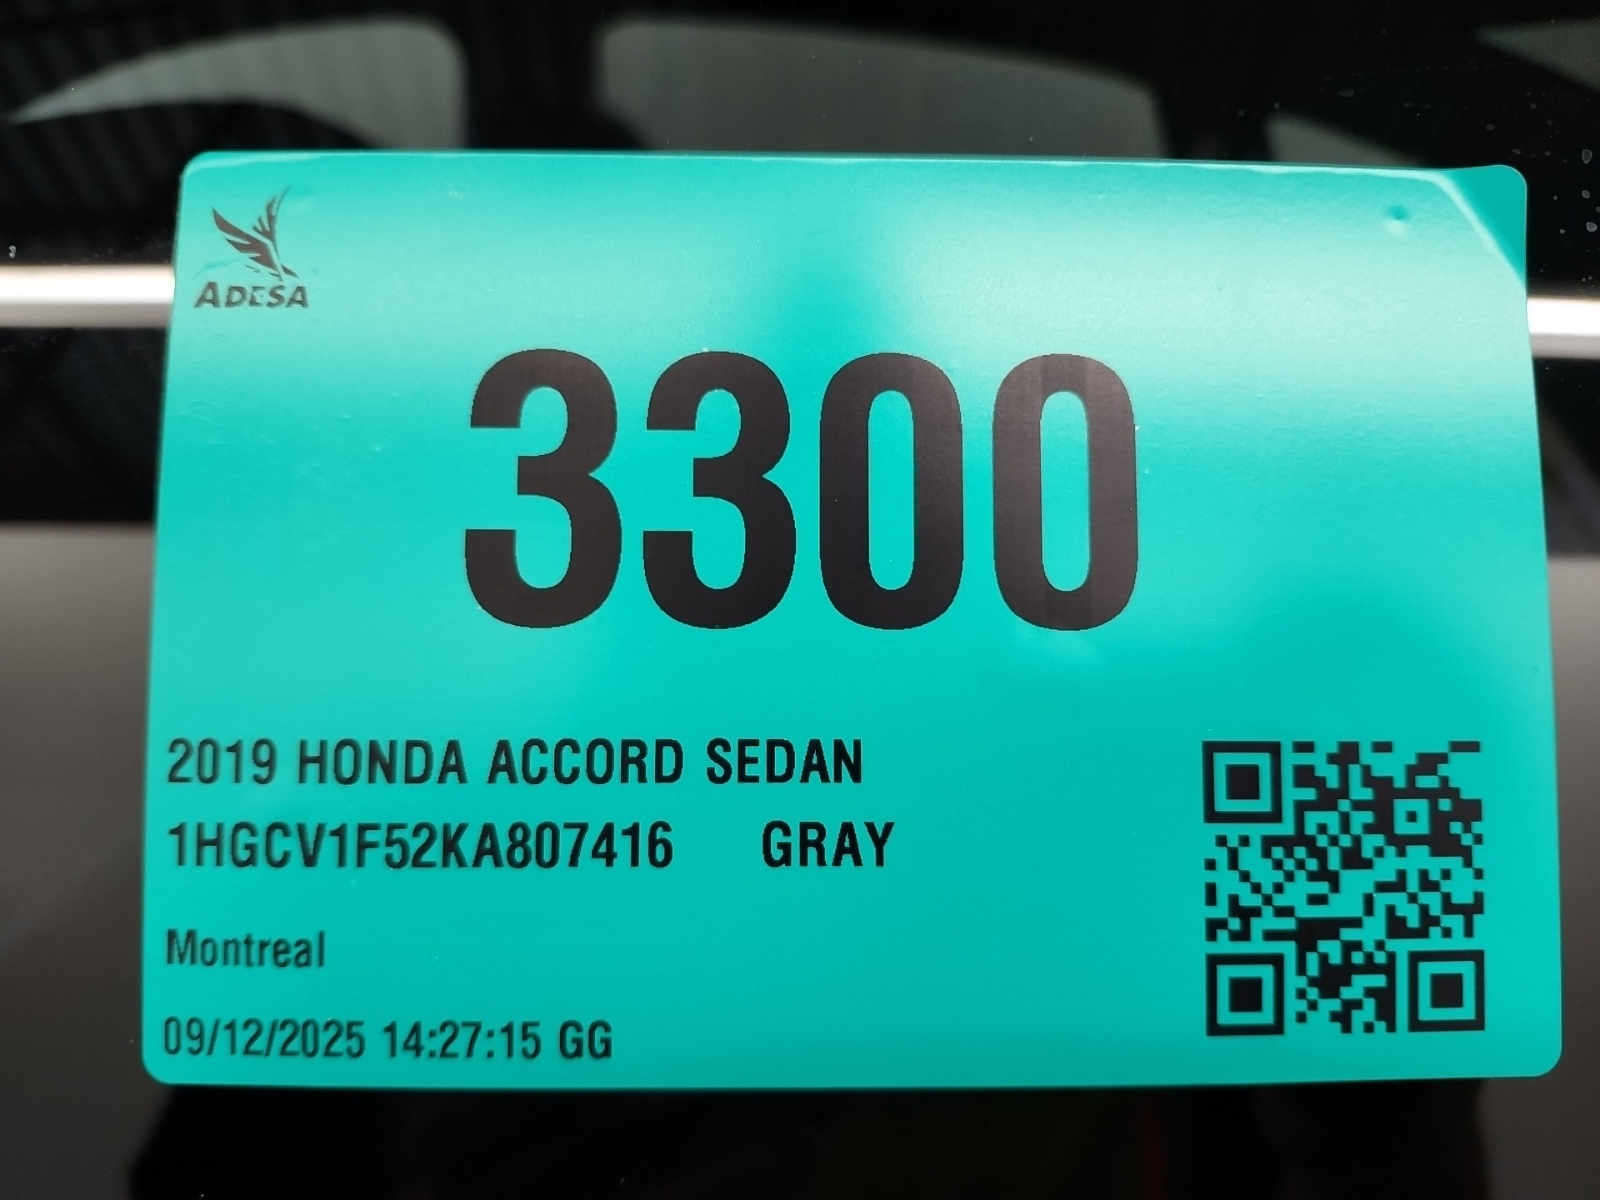 ADESA
3300
2019 HONDA ACCORD SEDAN
1HGCV1F52KA807416 GRAY
Montreal
09/12/2025 14:27:15 GG